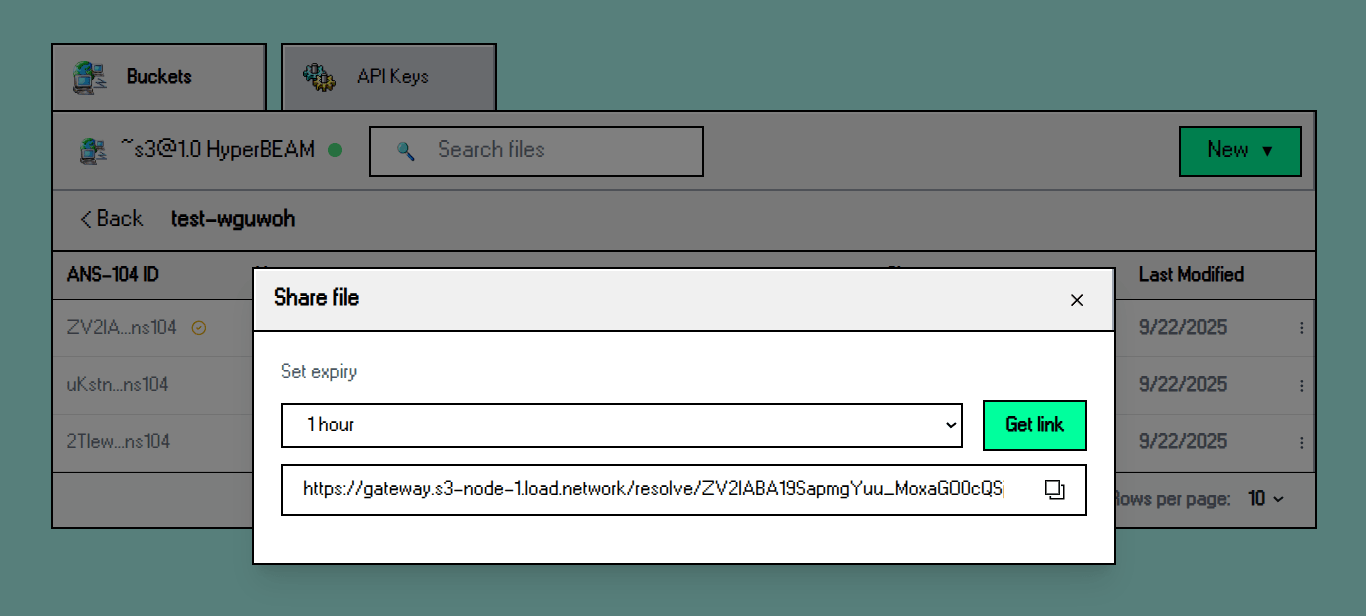 Buckets
API Keys
~s3@1.0 HyperBEAM
Search files
New
Back
test-wguwoh
ANS-104 ID
Last Modified
Share file
ZV2IA...ns104
9/22/2025
Set expiry
uKstn...ns104
9/22/2025
1 hour
Get link
2Tlew...ns104
9/22/2025
https://gateway.s3-node-1.load.network/resolve/ZV2IABA19SapmgYuu_MoxaGO0cQS
Rows per page: 10